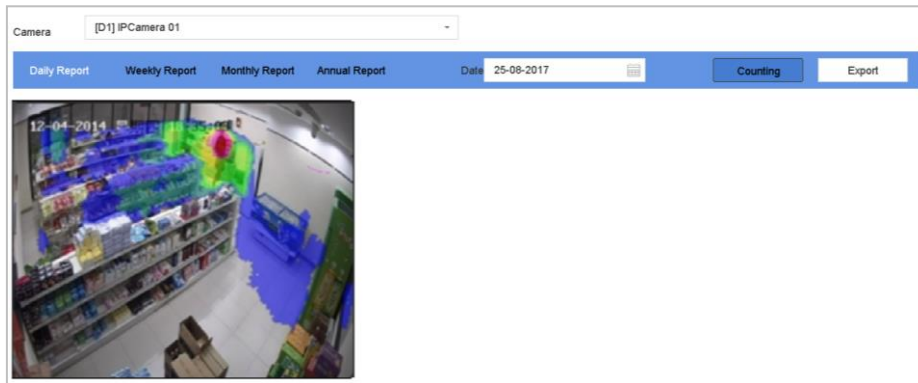 Camera [D1] IPCamera 01
Daily Report Weekly Report Monthly Report Annual Report Date 25-08-2017 Counting Export
12-04-2014